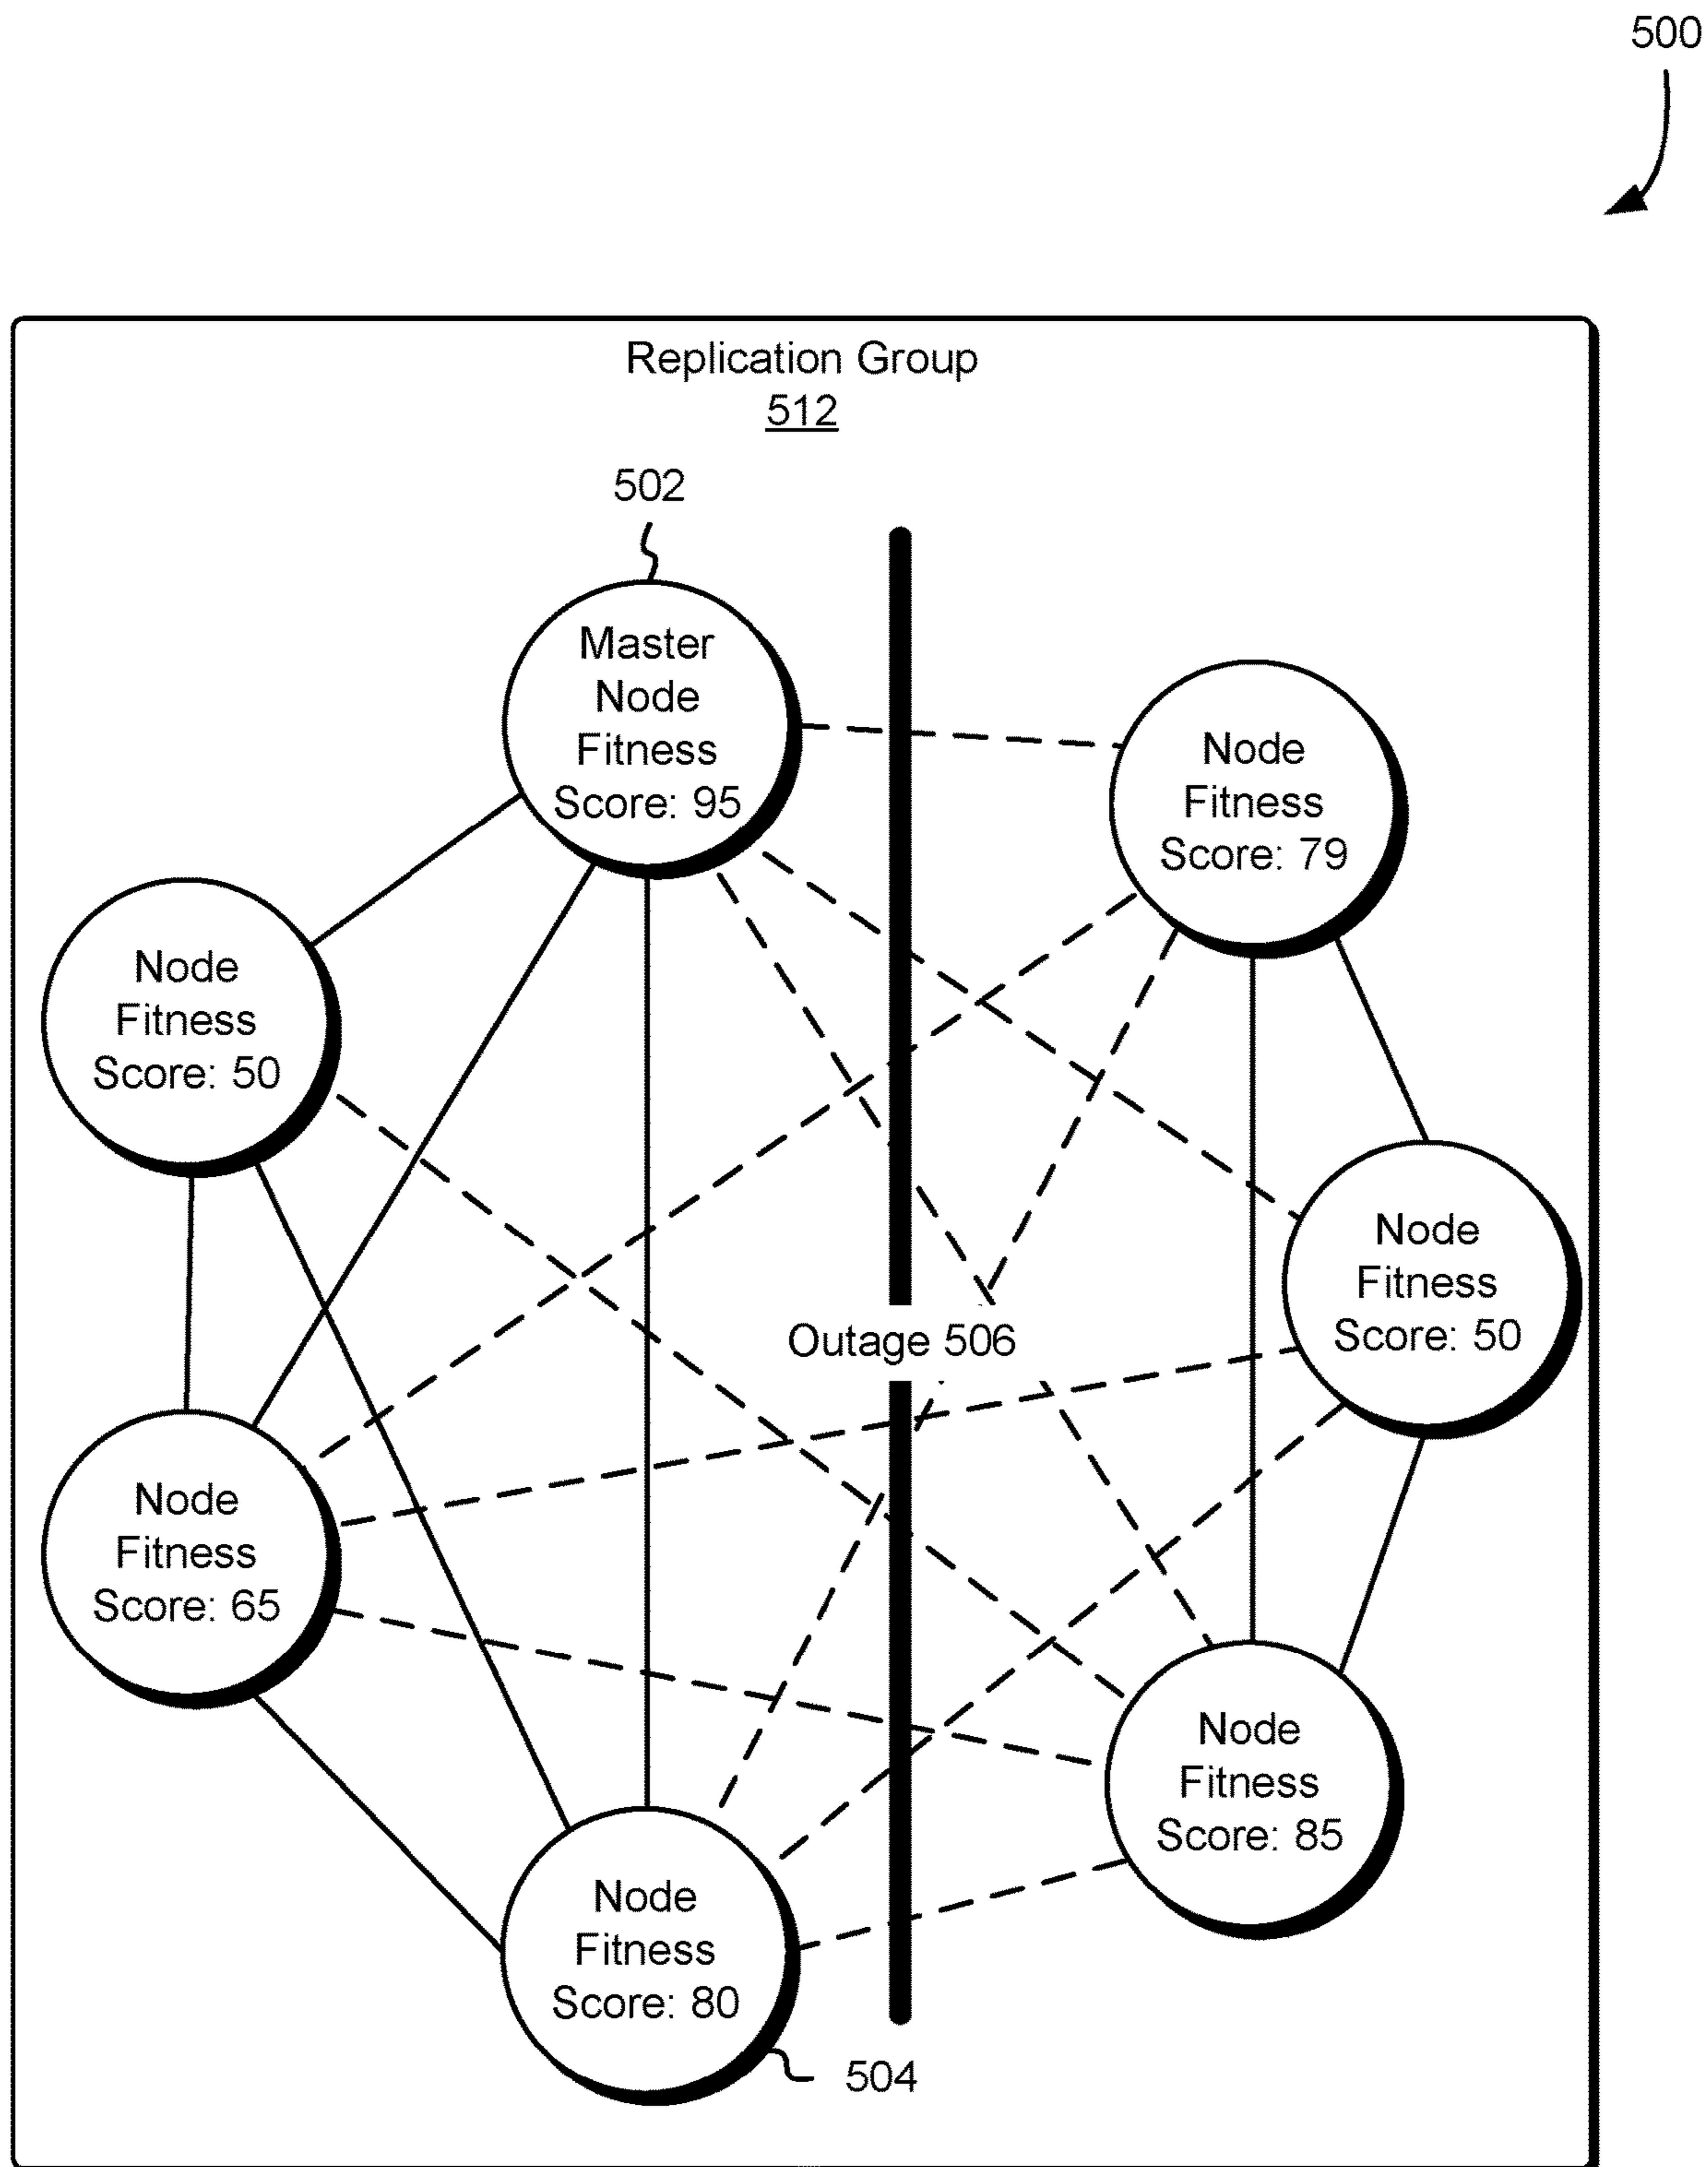 500
Replication Group
512
502
Master
Node
Fitness
Score: 95
Node
Fitness
Score: 79
Node
Fitness
Score: 50
Node
Fitness
Score: 50
Outage 506
Node
Fitness
Score: 65
Node
Fitness
Score: 85
Node
Fitness
Score: 80
504